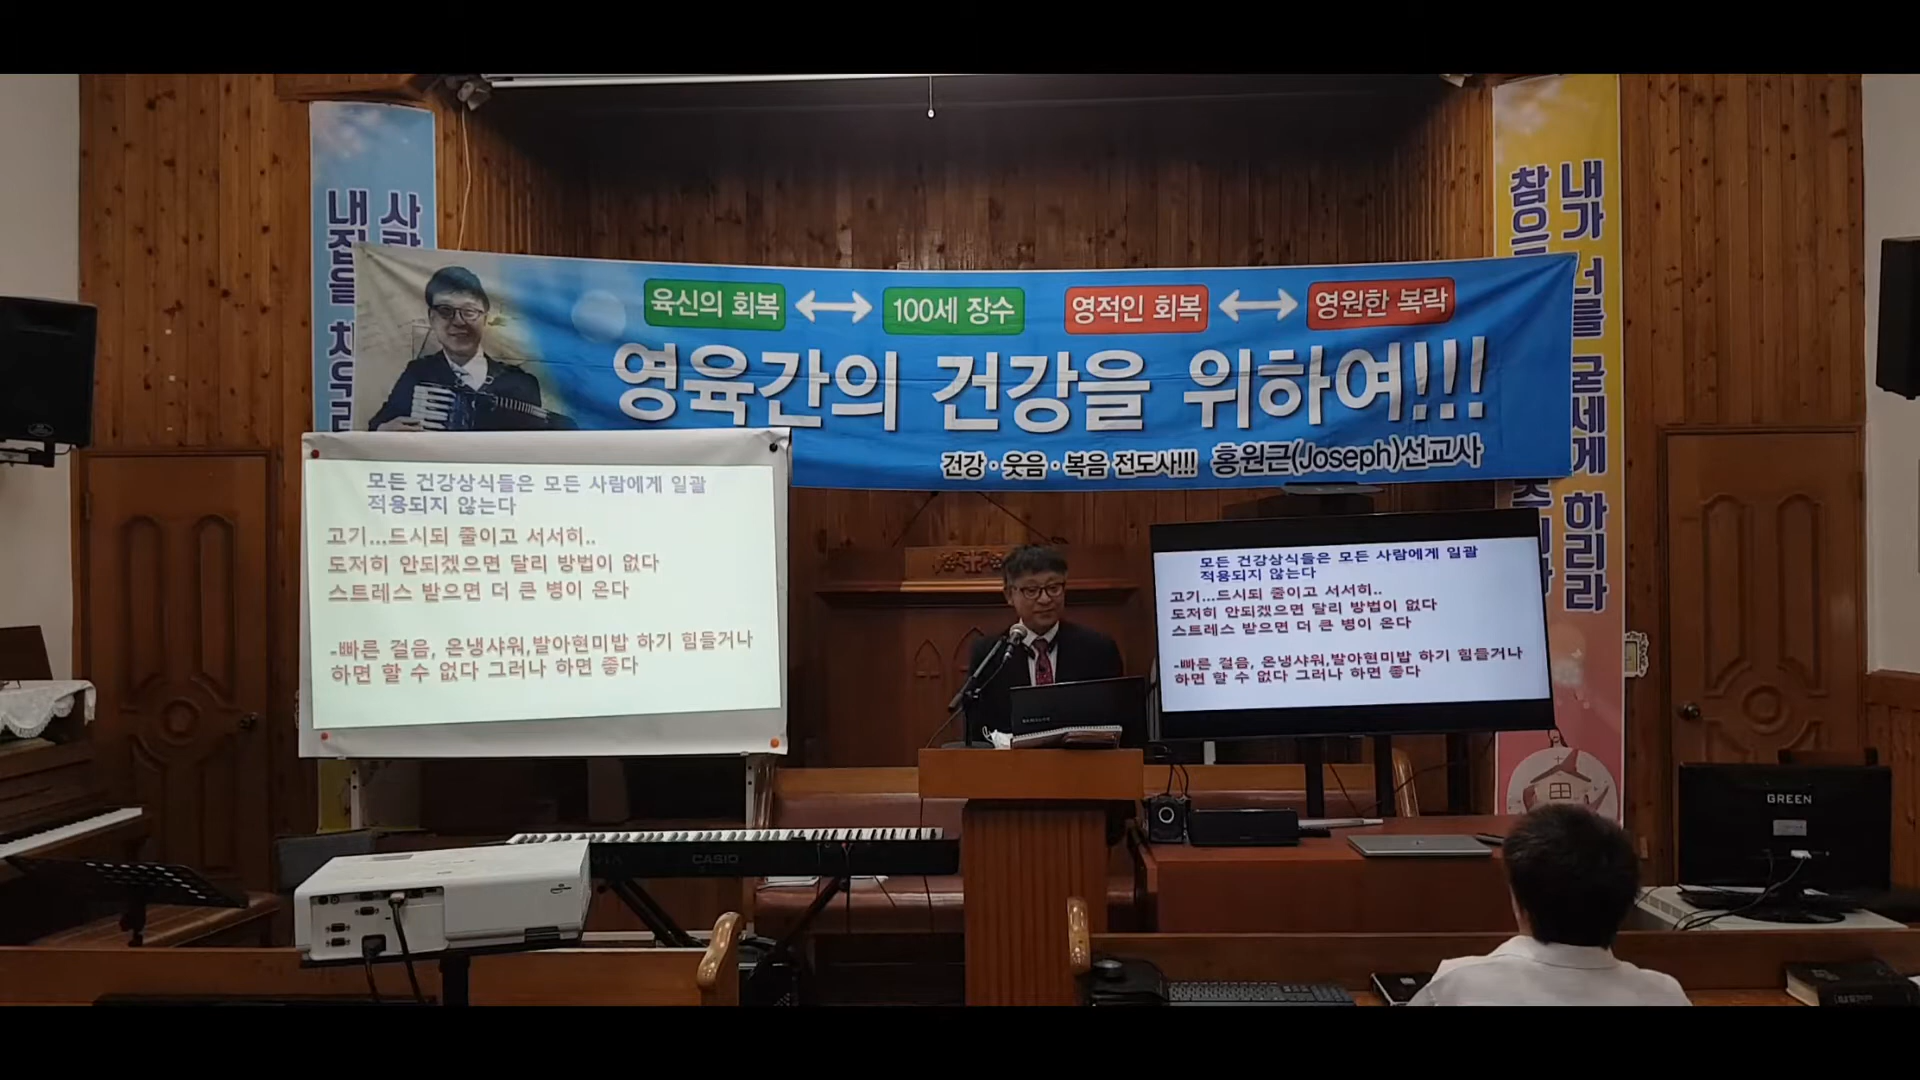 사랑
내집을 채우라
육신의 회복
100세 장수
영적인 회복
영원한 복락
영육간의 건강을 위하여!!!
건강·웃음·복음 전도사!!! 홍원근(Joseph)선교사
내가 너를 굳세게 하리라
참으
모든 건강상식들은 모든 사람에게 일괄
적용되지 않는다
고기...드시되 줄이고 서서히..
도저히 안되겠으면 달리 방법이 없다
스트레스 받으면 더 큰 병이 온다
-빠른 걸음, 온냉샤워,발아현미밥 하기 힘들거나
하면 할 수 없다 그러나 하면 좋다
모든 건강상식들은 모든 사람에게 일괄
적용되지 않는다
고기...드시되 줄이고 서서히..
도저히 안되겠으면 달리 방법이 없다
스트레스 받으면 더 큰 병이 온다
-빠른 걸음, 온냉샤워,발아현미밥 하기 힘들거나
하면 할 수 없다 그러나 하면 좋다
CASIO
GREEN